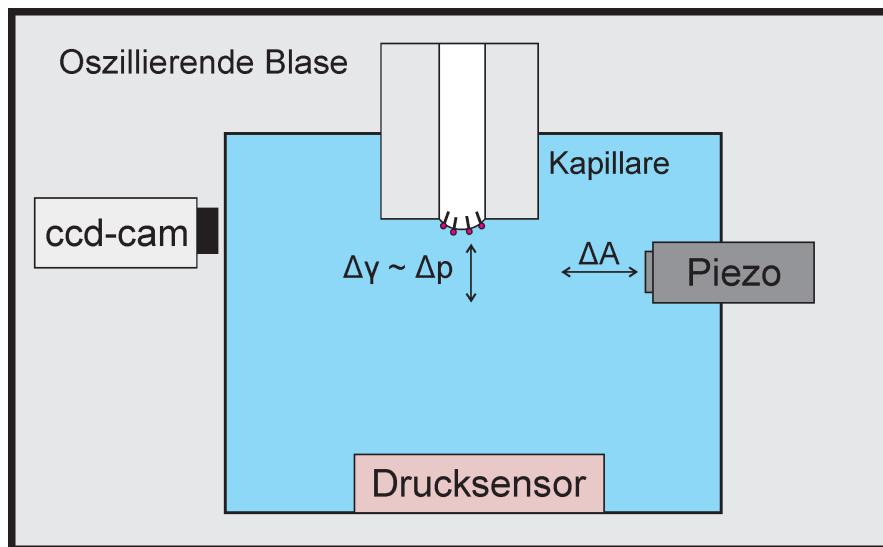 Oszillierende Blase
Kapillare
ccd-cam
Δγ ~ Δp
ΔA
Piezo
Drucksensor